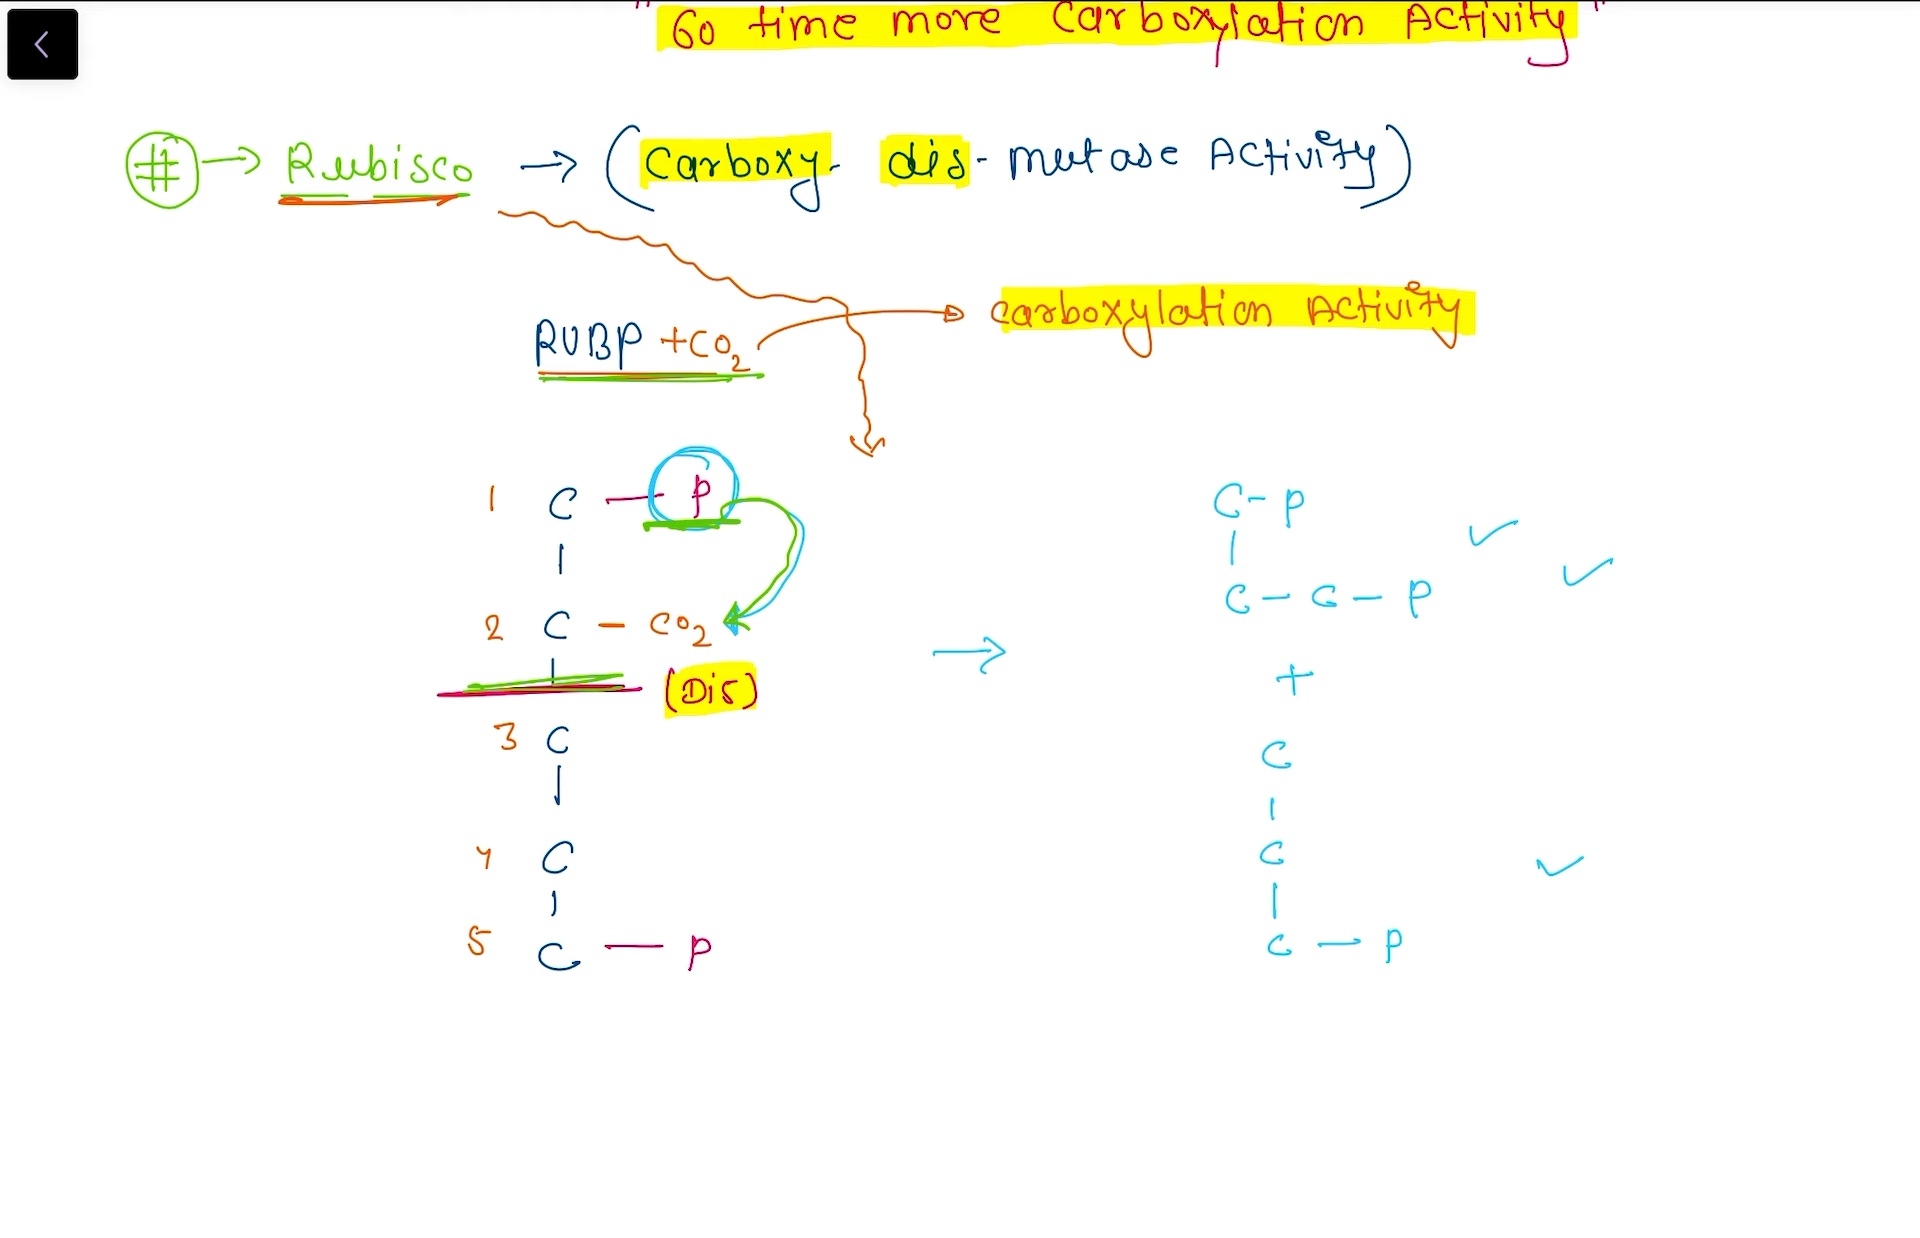 "60 time more Carboxylation Activity"
# → Rubisco → (Carboxy- dis- mutase Activity)
carboxylation Activity
RUBP +CO2
1 C — P
2 C — CO2
(Dis)
3 C
4 C
5 C — P
→
C - P
C — C — P
+
C
C
C — P